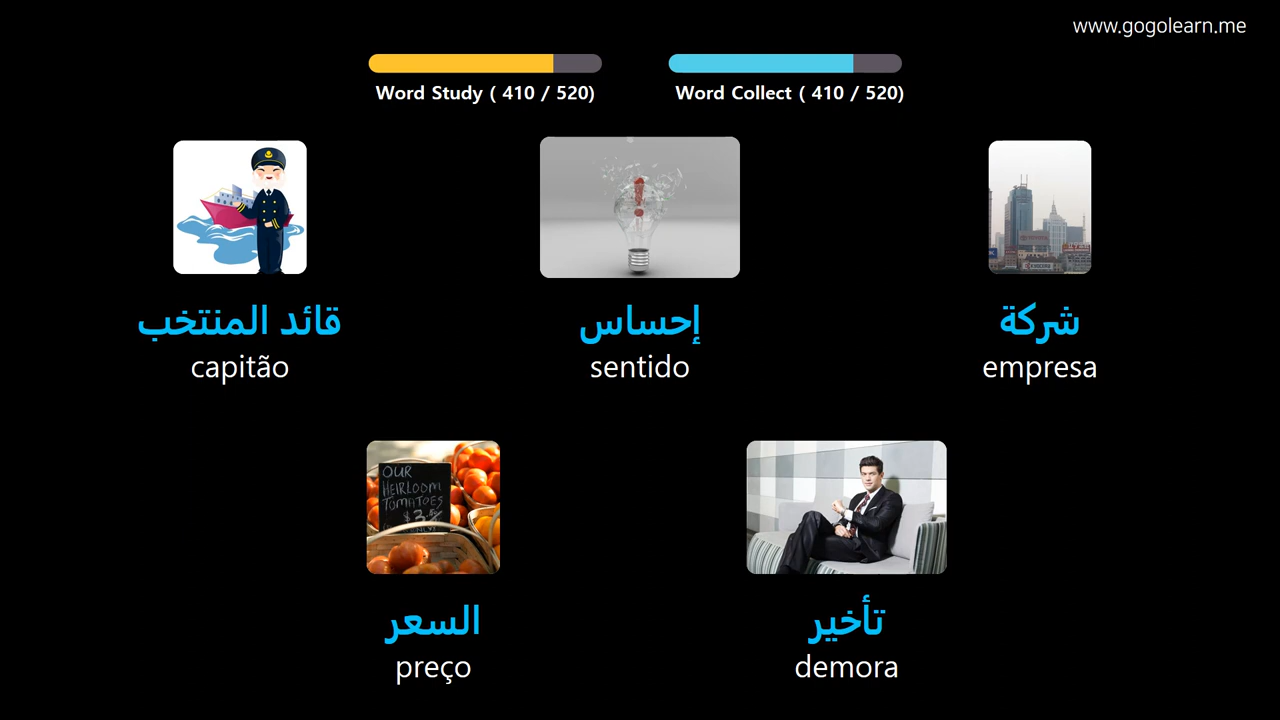 www.gogolearn.me
Word Study ( 410 / 520)
Word Collect ( 410 / 520)
قائد المنتخب
capitão
إحساس
sentido
شركة
empresa
OUR
HEIRLOOM
TOMATOES
السعر
preço
تأخير
demora